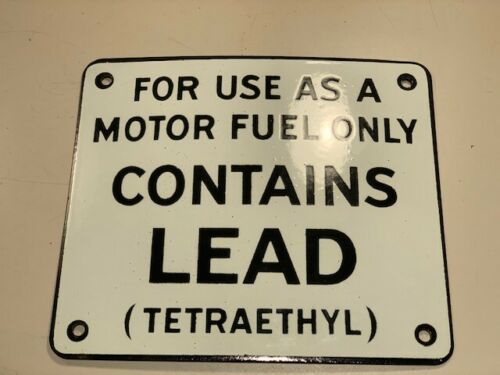 FOR USE AS A
MOTOR FUEL ONLY
CONTAINS
LEAD
(TETRAETHYL)